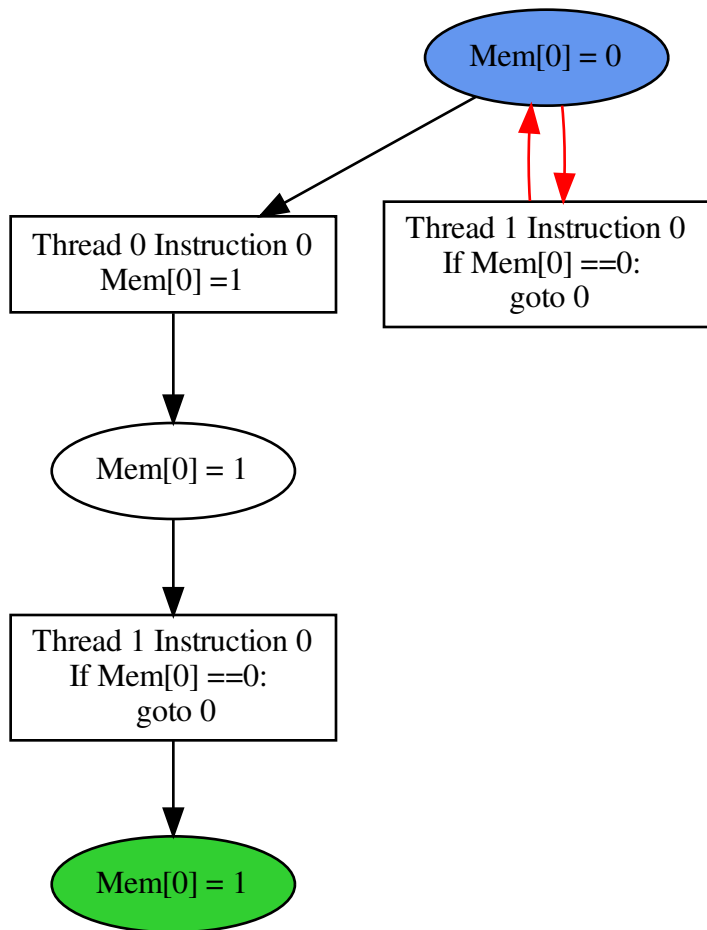 Mem[0] = 0
Thread 0 Instruction 0
Mem[0] =1
Thread 1 Instruction 0
If Mem[0] ==0:
goto 0
Mem[0] = 1
Thread 1 Instruction 0
If Mem[0] ==0:
goto 0
Mem[0] = 1